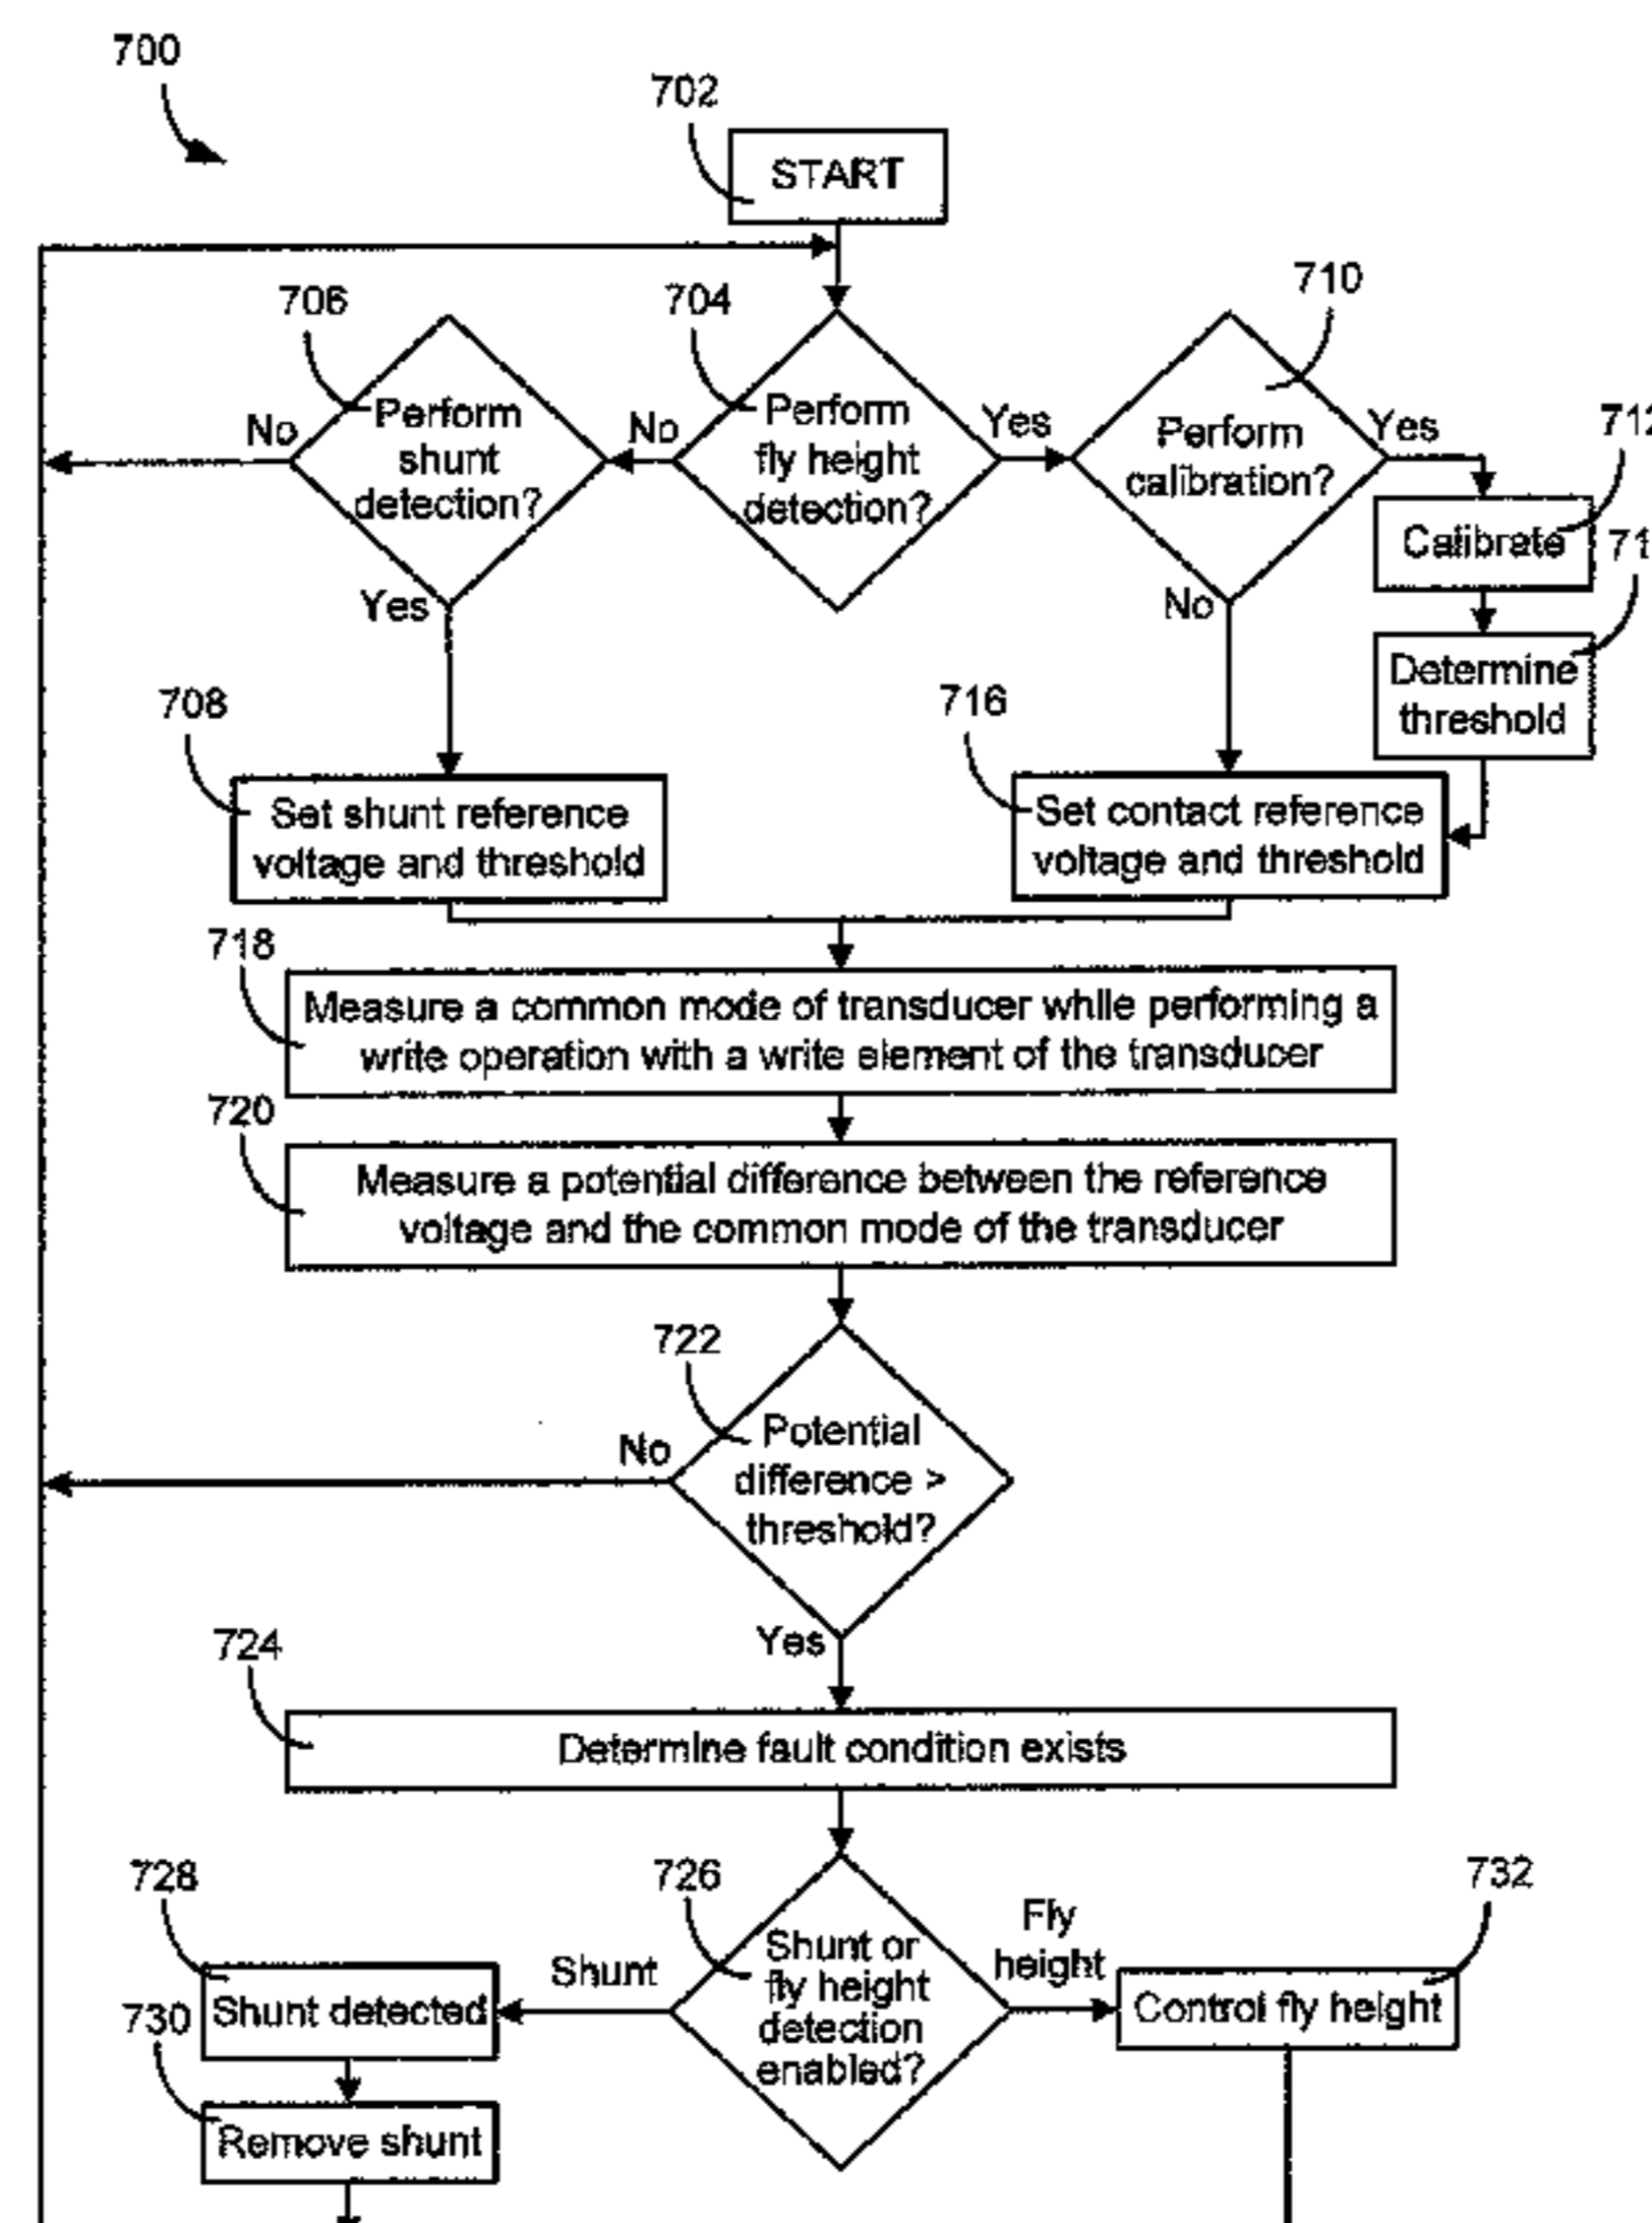 700
702
START
706
704
710
Perform
shunt
detection?
Perform
fly height
detection?
Perform
calibration?
No
No
Yes
Yes
Yes
No
712
Calibrate
71
Determine
threshold
708
Set shunt reference
voltage and threshold
716
Set contact reference
voltage and threshold
718
Measure a common mode of transducer while performing a
write operation with a write element of the transducer
720
Measure a potential difference between the reference
voltage and the common mode of the transducer
722
Potential
difference >
threshold?
No
Yes
724
Determine fault condition exists
726
Shunt or
fly height
detection
enabled?
Shunt
Fly
height
728
Shunt detected
730
Remove shunt
732
Control fly height